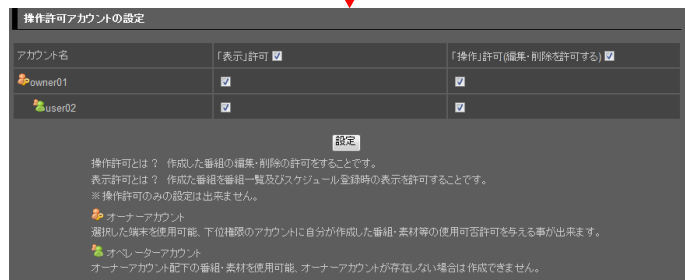 操作許可アカウントの設定
アカウント名 「表示」許可 「操作」許可(編集・削除を許可する)
owner01
user02
設定
操作許可とは？ 作成した番組の編集・削除の許可をすることです。
表示許可とは？ 作成た番組を番組一覧及びスケジュール登録時の表示を許可することです。
※操作許可のみの設定は出来ません。
オーナーアカウント
選択した端末を使用可能、下位権限のアカウントに自分が作成した番組・素材等の使用可否許可を与える事が出来ます。
オペレーターアカウント
オーナーアカウント配下の番組・素材を使用可能、オーナーアカウントが存在しない場合は作成できません。